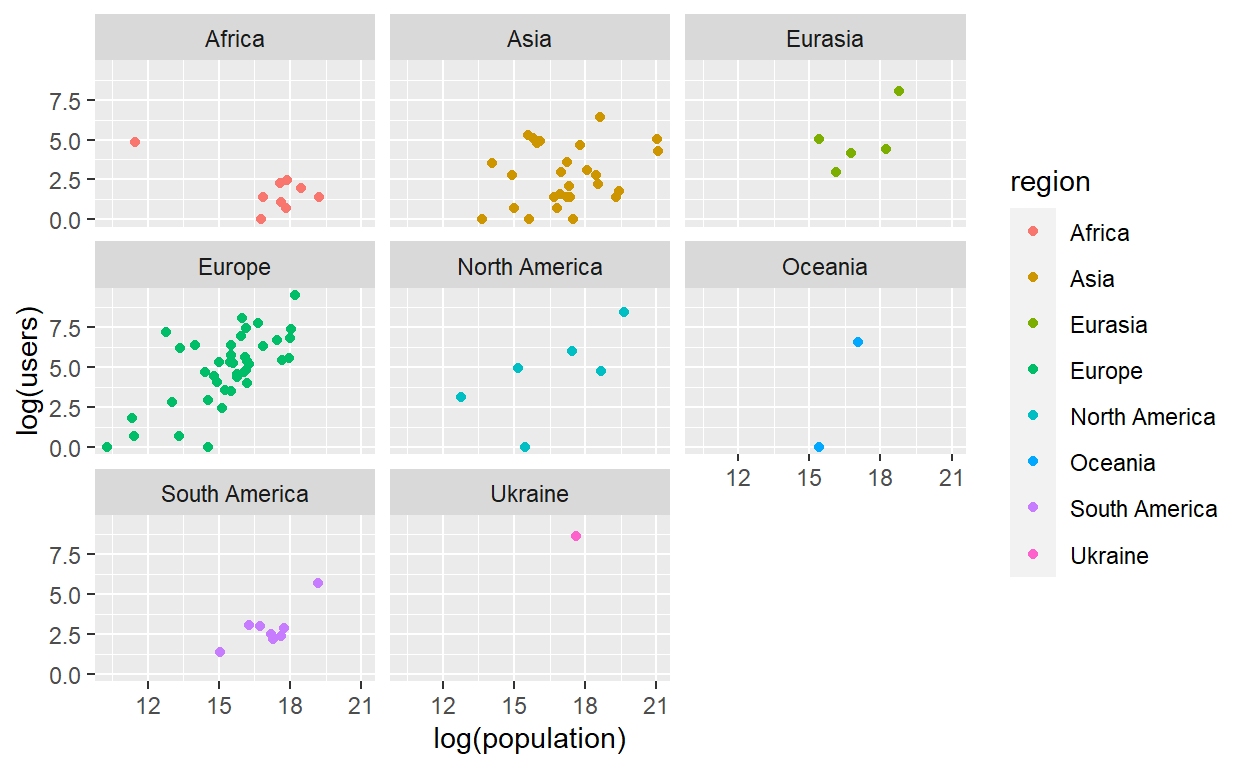 Africa
Asia
Eurasia
7.5
5.0
2.5
0.0
Europe
North America
Oceania
7.5
5.0
2.5
0.0
12 15 18 21
South America
Ukraine
7.5
5.0
2.5
0.0
12 15 18 21
12 15 18 21
log(population)
log(users)
region
Africa
Asia
Eurasia
Europe
North America
Oceania
South America
Ukraine